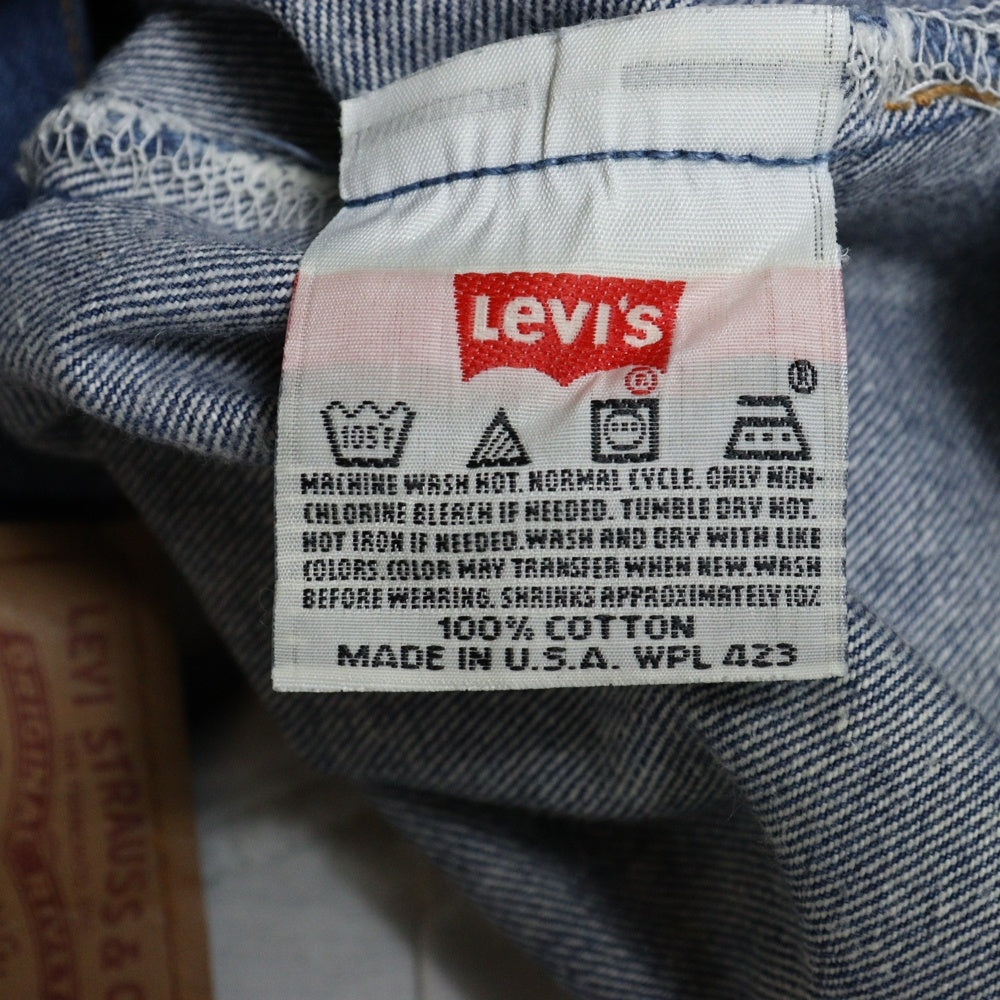 Levi's
®
®
105°F
MACHINE WASH HOT. NORMAL CYCLE. ONLY NON-
CHLORINE BLEACH IF NEEDED. TUMBLE DRY HOT.
HOT IRON IF NEEDED. WASH AND DRY WITH LIKE
COLORS. COLOR MAY TRANSFER WHEN NEW. WASH
BEFORE WEARING. SHRINKS APPROXIMATELY 10%
100% COTTON
MADE IN U.S.A. WPL 423
LEVI STRAUSS & C